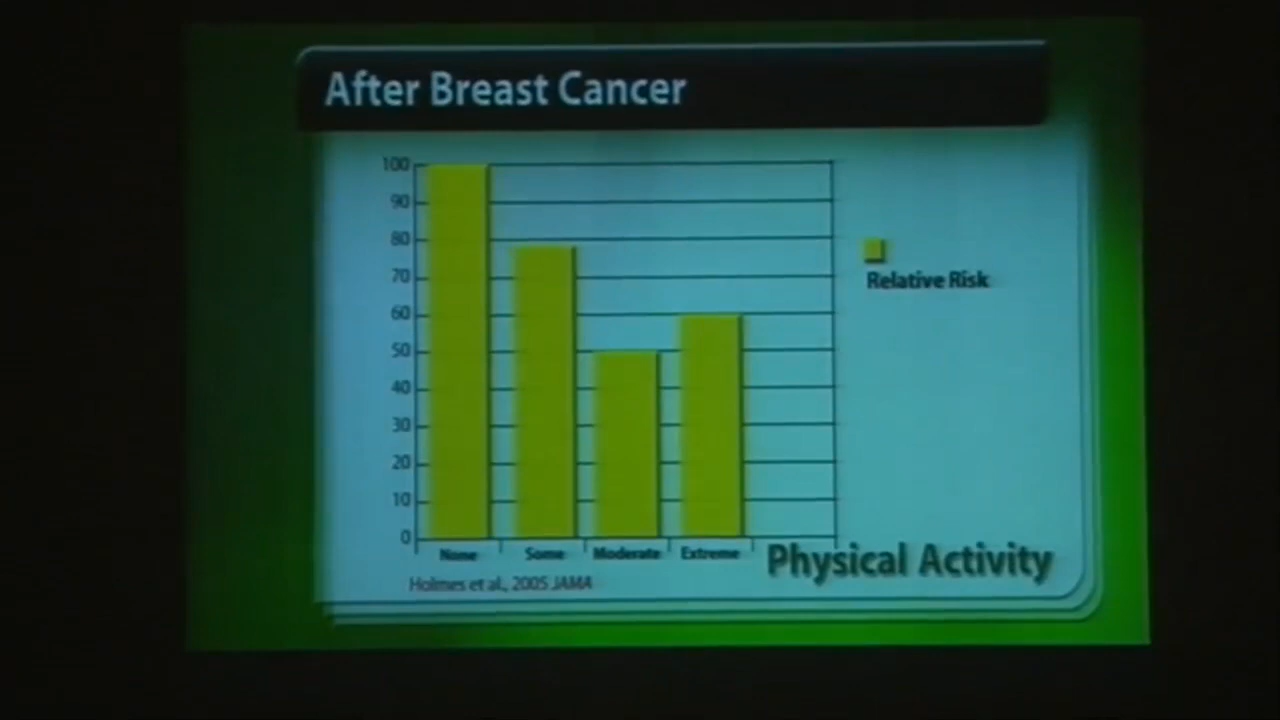 After Breast Cancer
100
90
80
70
60
50
40
30
20
10
0
Relative Risk
None Some Moderate Extreme
Physical Activity
Holmes et al., 2005 JAMA